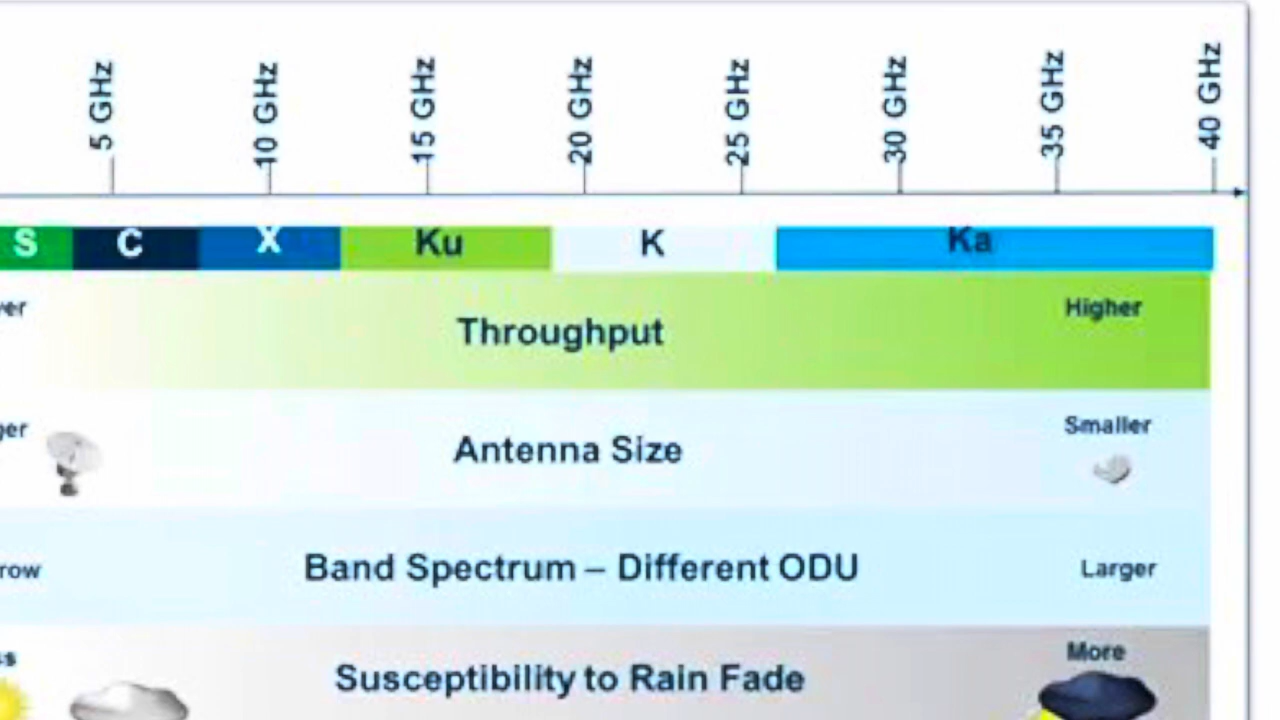 5 GHz 10 GHz 15 GHz 20 GHz 25 GHz 30 GHz 35 GHz 40 GHz
S C X Ku K Ka
Higher
Throughput
Smaller
Antenna Size
Band Spectrum – Different ODU Larger
More
Susceptibility to Rain Fade